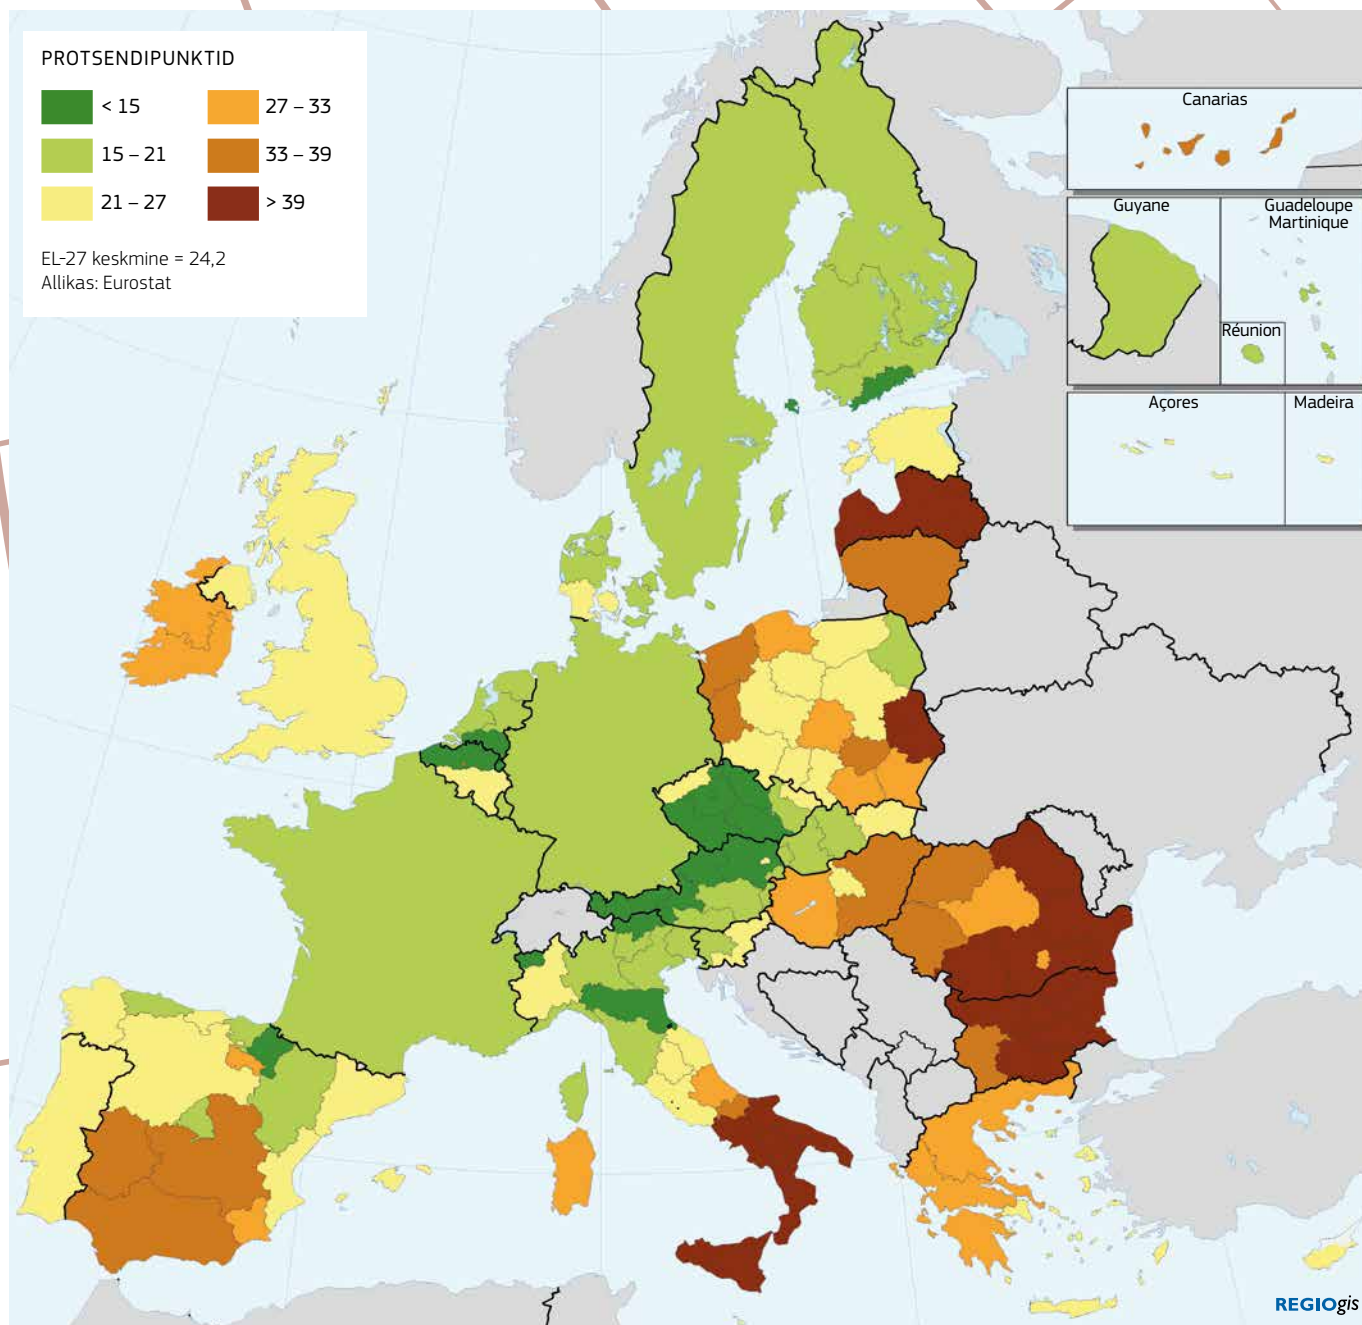 PROTSENDIPUNKTID
< 15
27 – 33
15 – 21
33 – 39
21 – 27
> 39
EL-27 keskmine = 24,2
Allikas: Eurostat
Canarias
Guyane
Guadeloupe
Martinique
Réunion
Açores
Madeira
REGIOgis